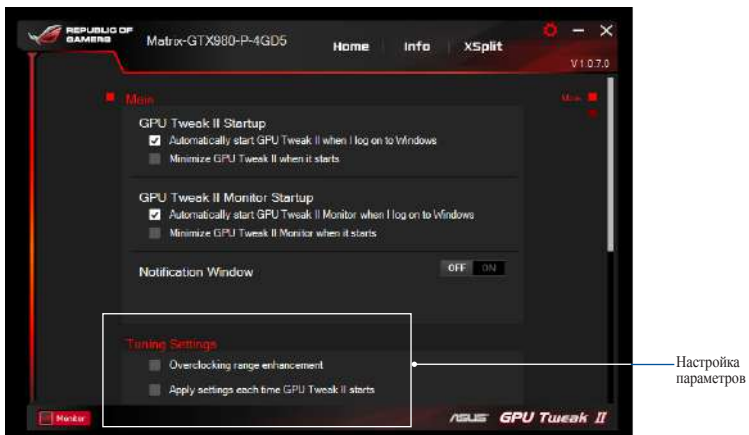 REPUBLIC OF
GAMERS
Matrix-GTX980-P-4GD5
Home Info XSplit
V 1.0.7.0
Main
Main
GPU Tweak II Startup
Automatically start GPU Tweak II when I log on to Windows
Minimize GPU Tweak II when it starts
GPU Tweak II Monitor Startup
Automatically start GPU Tweak II Monitor when I log on to Windows
Minimize GPU Tweak II Monitor when it starts
Notification Window
OFF ON
Tuning Settings
Overclocking range enhancement
Apply settings each time GPU Tweak II starts
Настройка
параметров
Monitor
ASUS GPU Tweak II